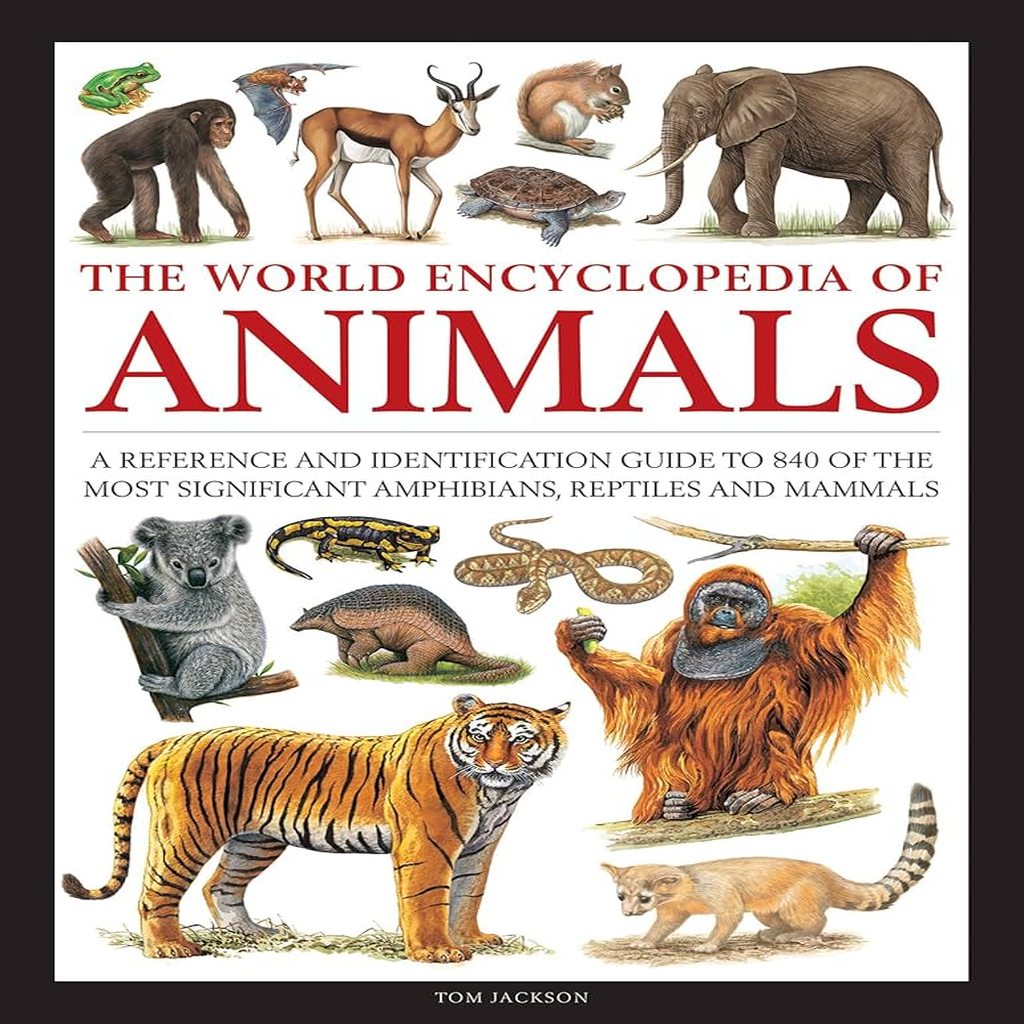 THE WORLD ENCYCLOPEDIA OF
ANIMALS
A REFERENCE AND IDENTIFICATION GUIDE TO 840 OF THE
MOST SIGNIFICANT AMPHIBIANS, REPTILES AND MAMMALS
TOM JACKSON